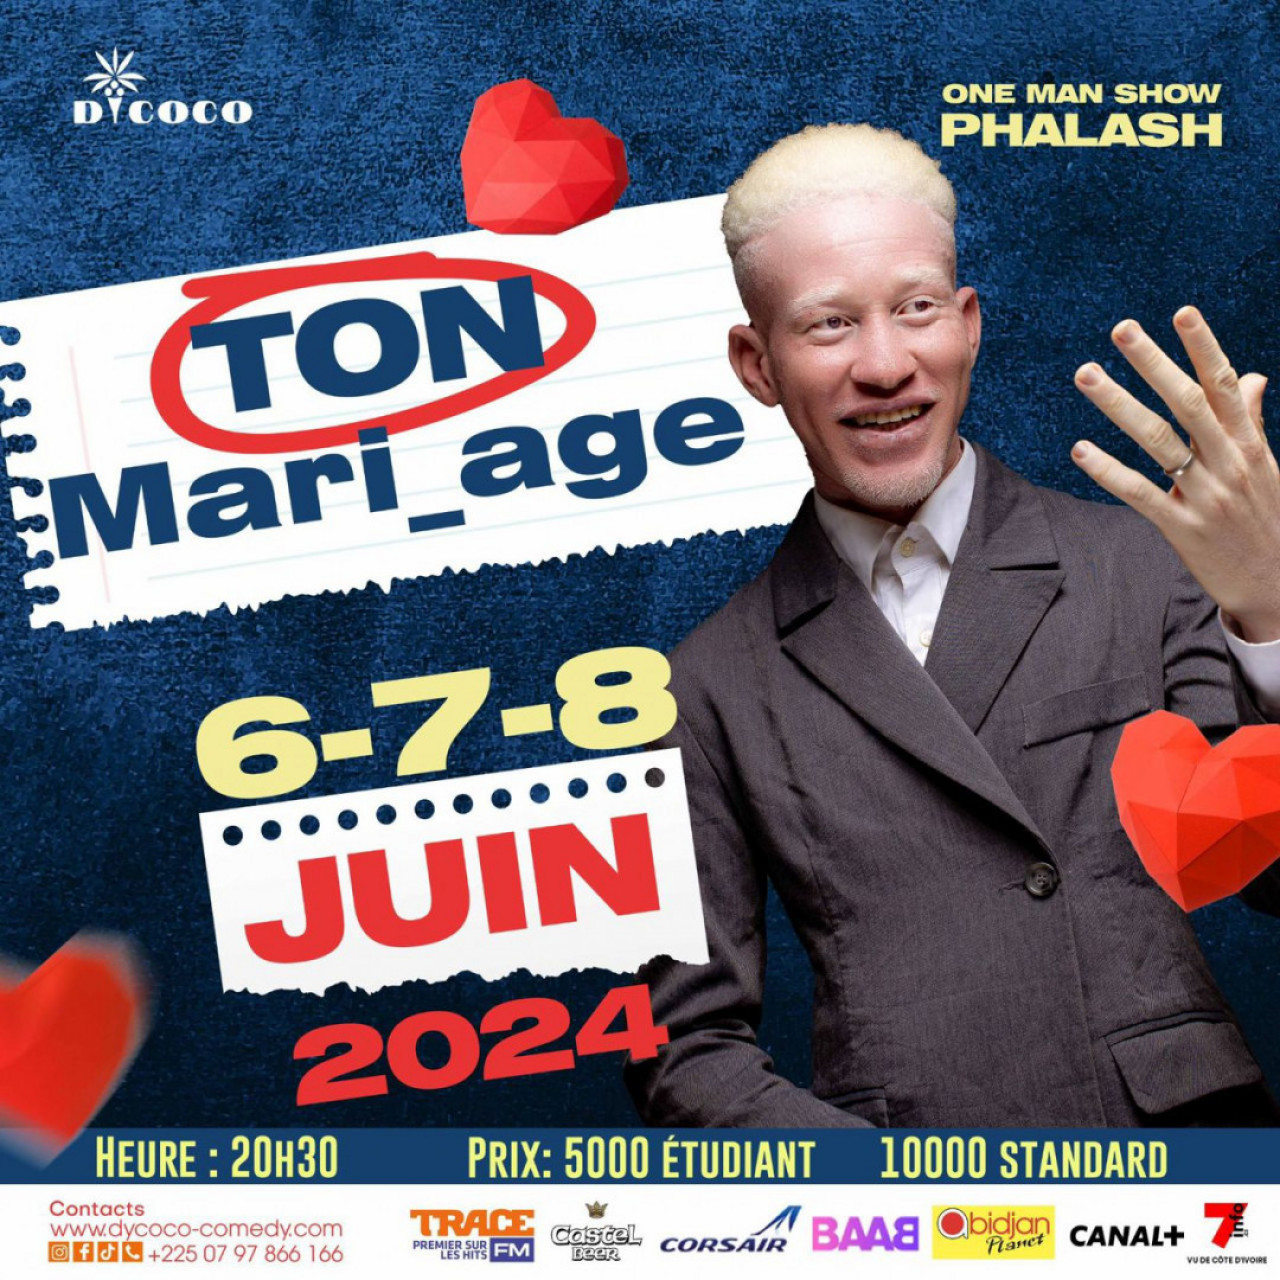 DYCOCO
ONE MAN SHOW
PHALASH
TON
Mari_age
6-7-8
JUIN
2024
HEURE : 20H30 PRIX: 5000 ÉTUDIANT 10000 STANDARD
Contacts
www.dycoco-comedy.com
+225 07 97 866 166
TRACE
PREMIER SUR
LES HITS FM
CASTEL
BEER
CORSAIR
BAAB
Abidjan
Planet
CANAL+
7info
VU DE CÔTE D'IVOIRE